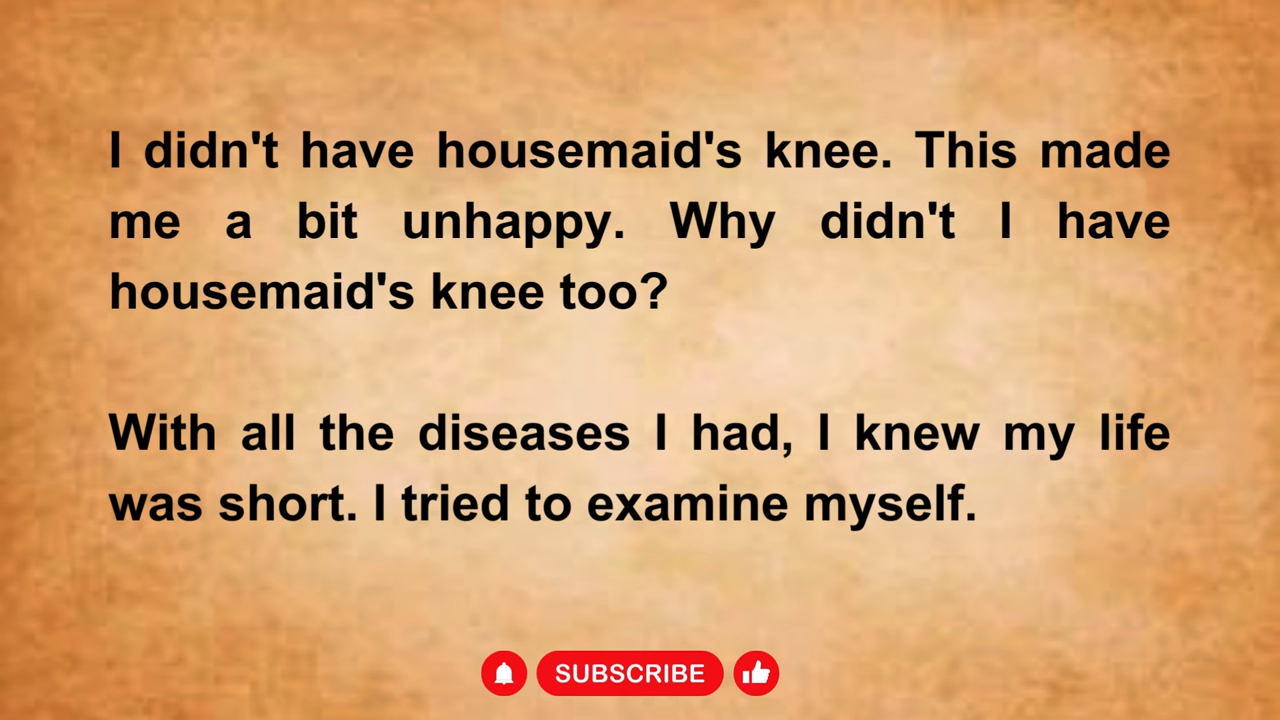 I didn't have housemaid's knee. This made
me a bit unhappy. Why didn't I have
housemaid's knee too?
With all the diseases I had, I knew my life
was short. I tried to examine myself.
SUBSCRIBE